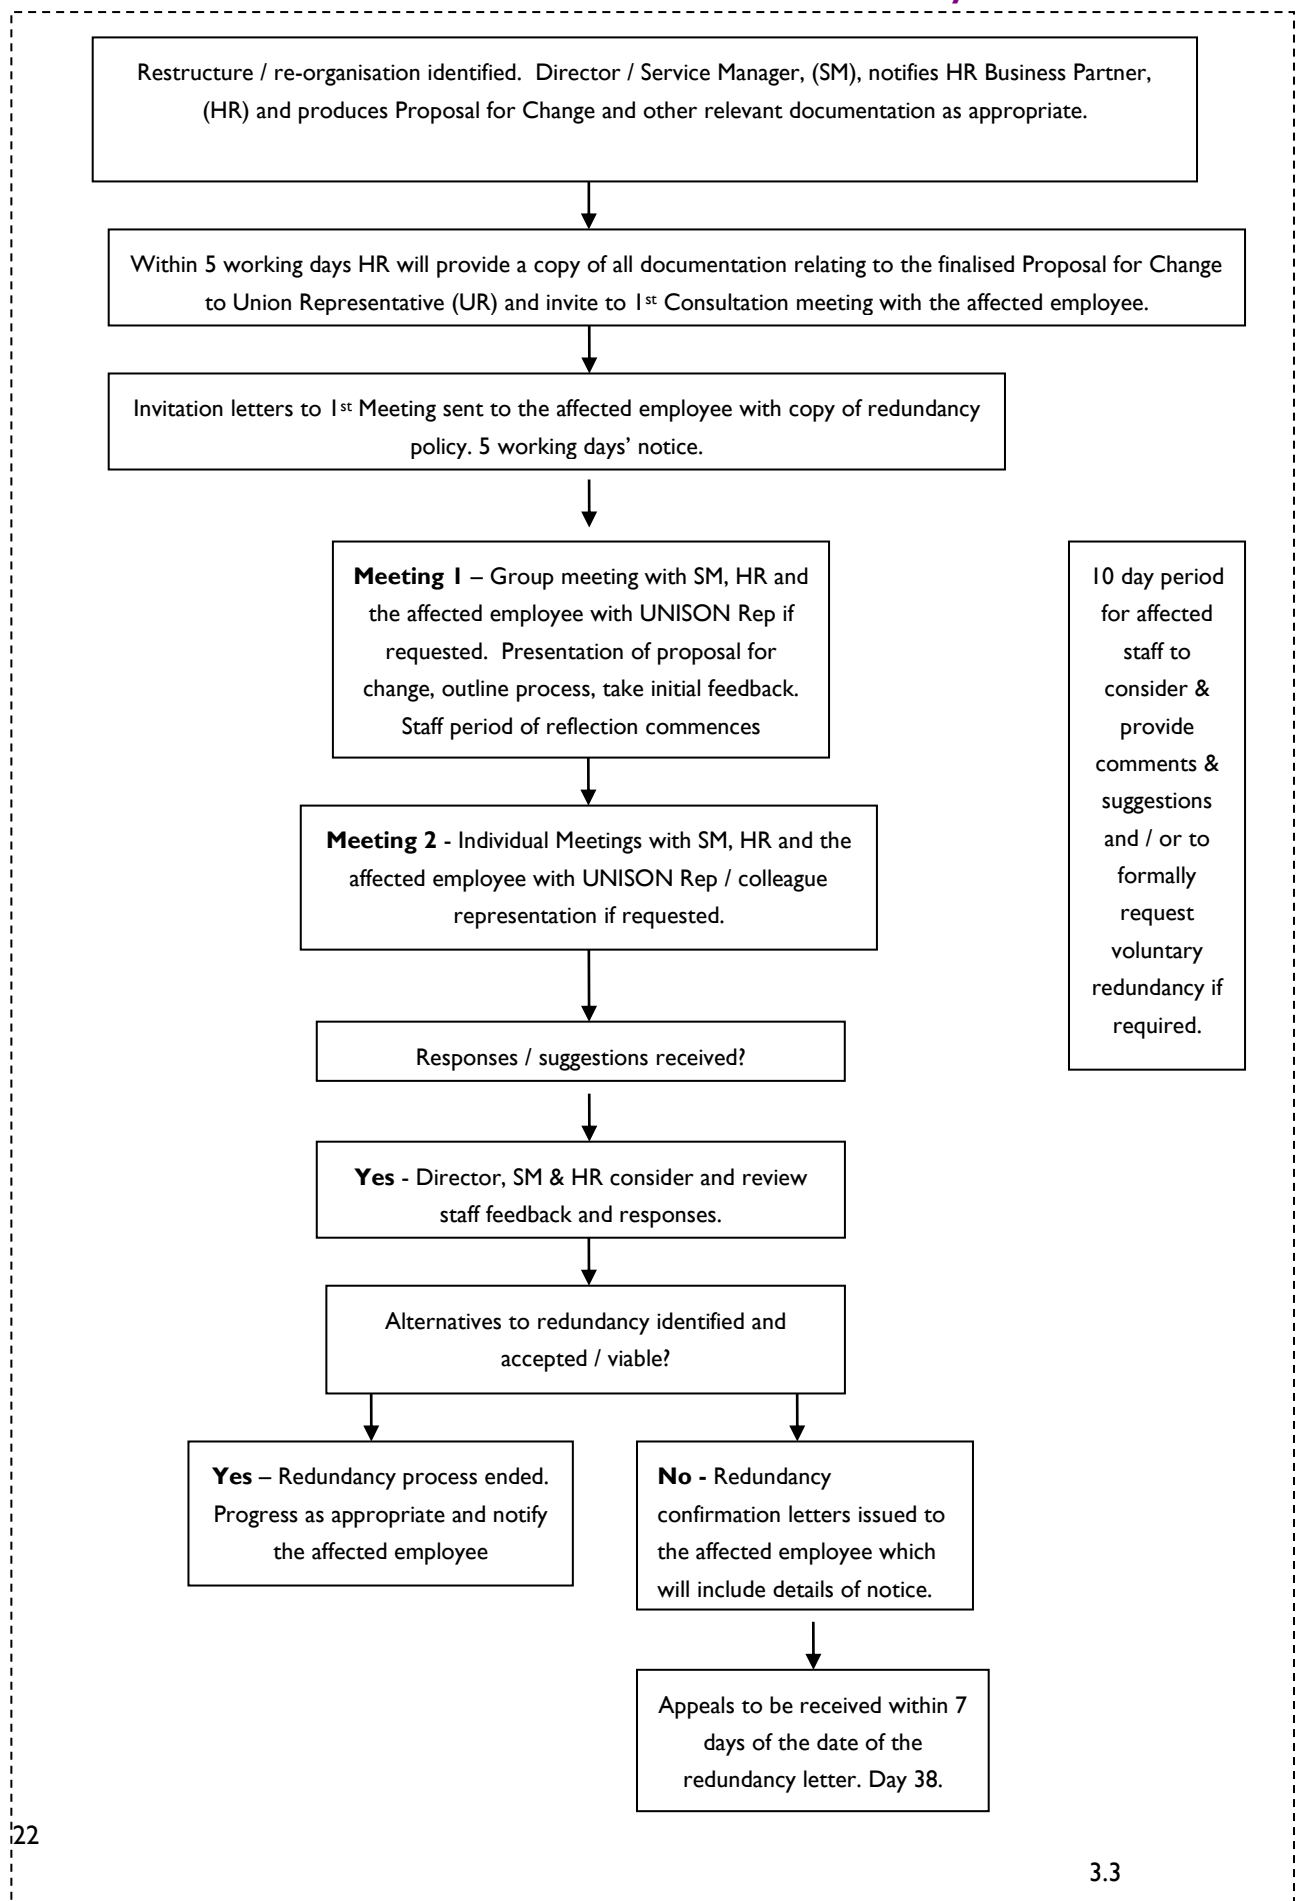 Restructure / re-organisation identified.  Director / Service Manager, (SM), notifies HR Business Partner,
(HR) and produces Proposal for Change and other relevant documentation as appropriate.
Within 5 working days HR will provide a copy of all documentation relating to the finalised Proposal for Change
to Union Representative (UR) and invite to 1st Consultation meeting with the affected employee.
Invitation letters to 1st Meeting sent to the affected employee with copy of redundancy
policy. 5 working days’ notice.
Meeting 1 – Group meeting with SM, HR and
the affected employee with UNISON Rep if
requested.  Presentation of proposal for
change, outline process, take initial feedback.
Staff period of reflection commences
10 day period
for affected
staff to
consider &
provide
comments &
suggestions
and / or to
formally
request
voluntary
redundancy if
required.
Meeting 2 - Individual Meetings with SM, HR and the
affected employee with UNISON Rep / colleague
representation if requested.
Responses / suggestions received?
Yes - Director, SM & HR consider and review
staff feedback and responses.
Alternatives to redundancy identified and
accepted / viable?
Yes – Redundancy process ended.
Progress as appropriate and notify
the affected employee
No - Redundancy
confirmation letters issued to
the affected employee which
will include details of notice.
Appeals to be received within 7
days of the date of the
redundancy letter. Day 38.
22
3.3